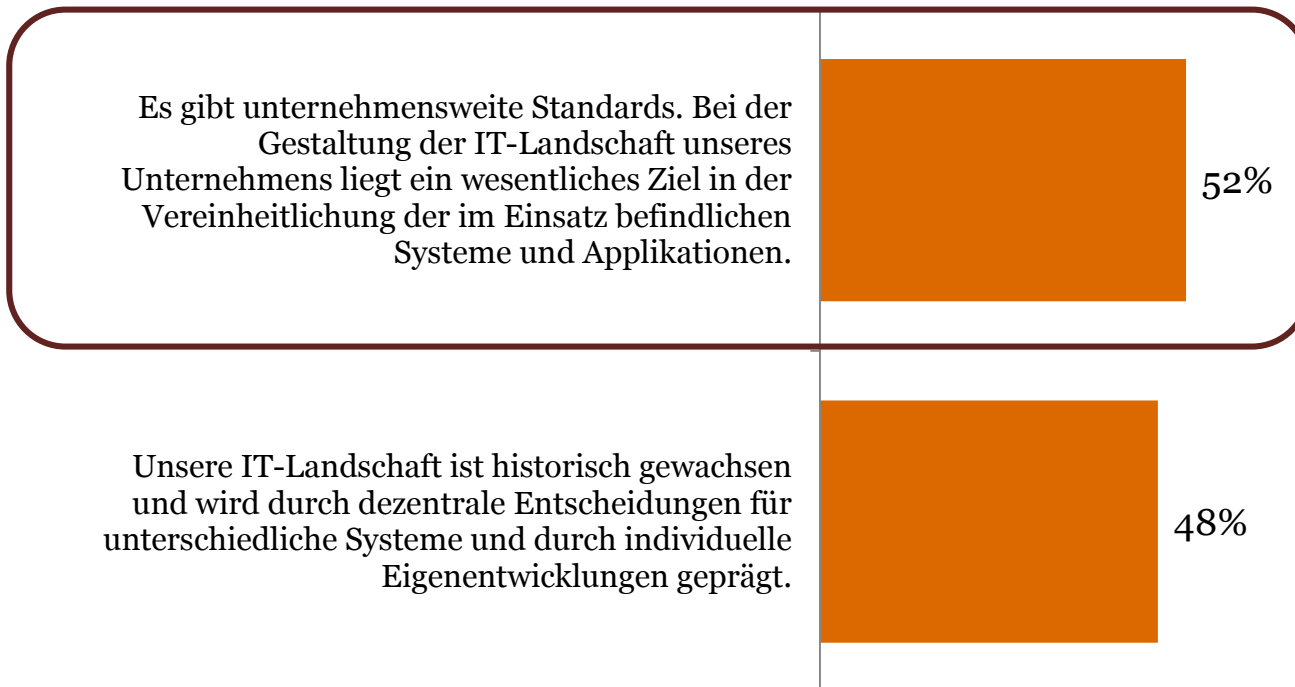 Es gibt unternehmensweite Standards. Bei der
Gestaltung der IT-Landschaft unseres
Unternehmens liegt ein wesentliches Ziel in der
Vereinheitlichung der im Einsatz befindlichen
Systeme und Applikationen.
52%
Unsere IT-Landschaft ist historisch gewachsen
und wird durch dezentrale Entscheidungen für
unterschiedliche Systeme und durch individuelle
Eigenentwicklungen geprägt.
48%